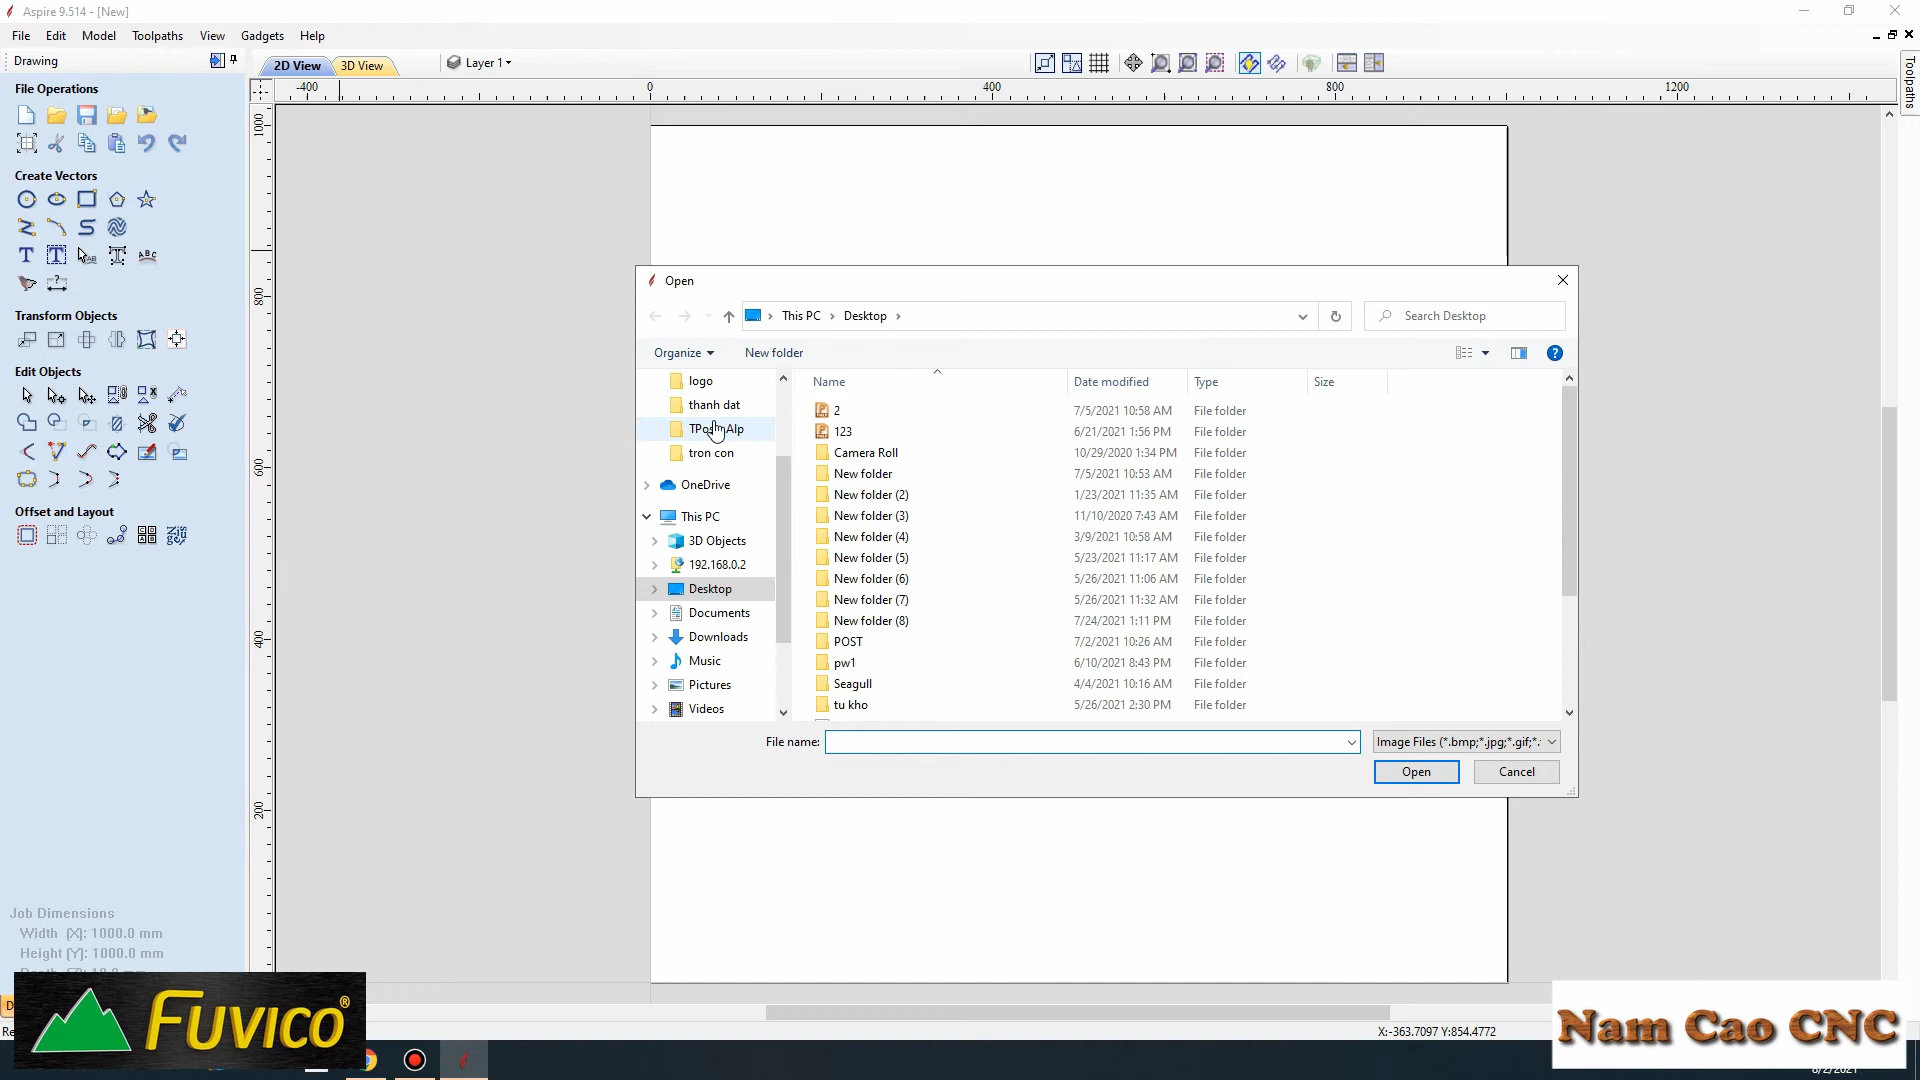 Aspire 9.514 - [New]
File Edit Model Toolpaths View Gadgets Help
Drawing
2D View 3D View Layer 1
Toolpaths
File Operations
-400 0 400 800 1200
1000
800
600
400
200
Create Vectors
Transform Objects
Edit Objects
Offset and Layout
Open
This PC Desktop
Search Desktop
Organize New folder
logo
thanh dat
tron con
OneDrive
This PC
3D Objects
192.168.0.2
Desktop
Documents
Downloads
Music
Pictures
Videos
Name Date modified Type Size
2 7/5/2021 10:58 AM File folder
123 6/21/2021 1:56 PM File folder
Camera Roll 10/29/2020 1:34 PM File folder
New folder 7/5/2021 10:53 AM File folder
New folder (2) 1/23/2021 11:35 AM File folder
New folder (3) 11/10/2020 7:43 AM File folder
New folder (4) 3/9/2021 10:58 AM File folder
New folder (5) 5/23/2021 11:17 AM File folder
New folder (6) 5/26/2021 11:06 AM File folder
New folder (7) 5/26/2021 11:32 AM File folder
New folder (8) 7/24/2021 1:11 PM File folder
POST 7/2/2021 10:26 AM File folder
pw1 6/10/2021 8:43 PM File folder
Seagull 4/4/2021 10:16 AM File folder
tu kho 5/26/2021 2:30 PM File folder
File name:
Image Files (*.bmp;*.jpg;*.gif;*.
Open Cancel
Job Dimensions
Width (X): 1000.0 mm
Height (Y): 1000.0 mm
X:-363.7097 Y:854.4772
FUVICO®
Nam Cao CNC
8/2/2021